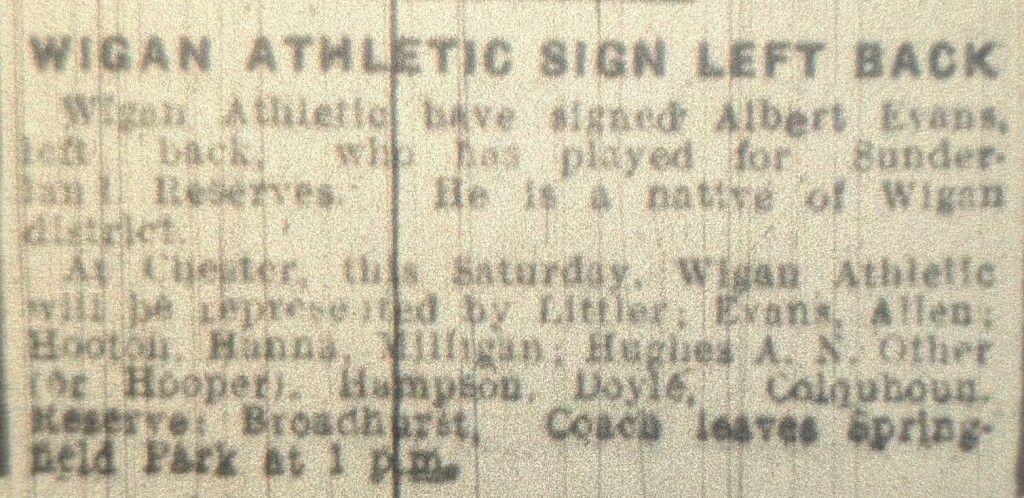 WIGAN ATHLETIC SIGN LEFT BACK
Wigan Athletic have signed Albert Evans,
left back, who has played for Sunder-
land Reserves. He is a native of Wigan
district.
At Chester, this Saturday, Wigan Athletic
will be represented by Littler; Evans, Allen;
Hooton, Hanna, Milligan; Hughes A. N. Other
(or Hooper), Hampson, Doyle, Colquhoun.
Reserve: Broadhurst. Coach leaves Spring-
field Park at 1 p.m.